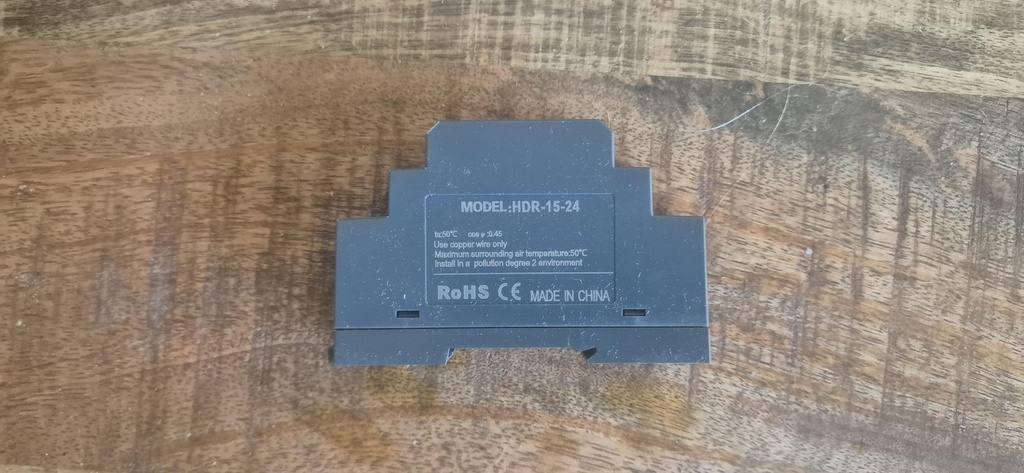 MODEL:HDR-15-24
ta:50℃ cos φ :0.45
Use copper wire only
Maximum surrounding air temperature:50℃
Install in a pollution degree 2 environment
RoHS CE MADE IN CHINA